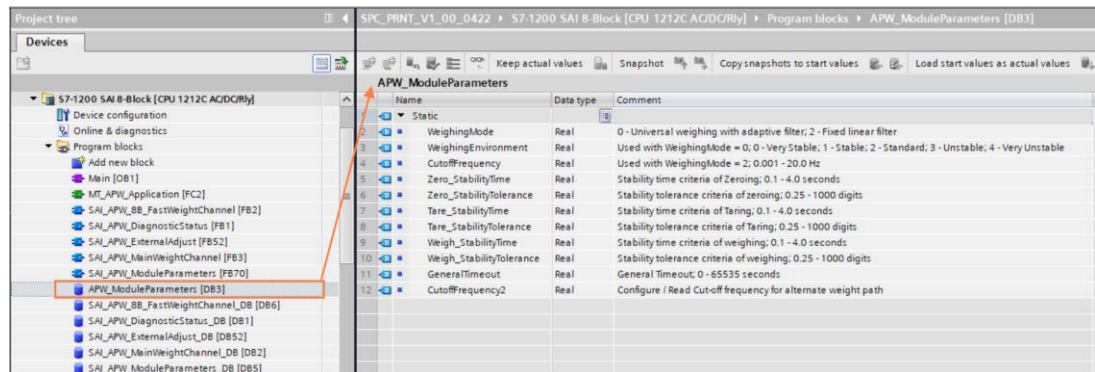 Project tree
SPC_PRNT_V1_00_0422 ▸ S7-1200 SAI 8-Block [CPU 1212C AC/DC/Rly] ▸ Program blocks ▸ APW_ModuleParameters [DB3]
Devices
Keep actual values Snapshot Copy snapshots to start values Load start values as actual values
APW_ModuleParameters
Name Data type Comment
1 Static
2 WeighingMode Real 0 - Universal weighing with adaptive filter; 2 - Fixed linear filter
3 WeighingEnvironment Real Used with WeighingMode = 0; 0 - Very Stable; 1 - Stable; 2 - Standard; 3 - Unstable; 4 - Very Unstable
4 CutoffFrequency Real Used with WeighingMode = 2; 0.001 - 20.0 Hz
5 Zero_StabilityTime Real Stability time criteria of Zeroing; 0.1 - 4.0 seconds
6 Zero_StabilityTolerance Real Stability tolerance criteria of zeroing; 0.25 - 1000 digits
7 Tare_StabilityTime Real Stability time criteria of Taring; 0.1 - 4.0 seconds
8 Tare_StabilityTolerance Real Stability tolerance criteria of Taring; 0.25 - 1000 digits
9 Weigh_StabilityTime Real Stability time criteria of weighing; 0.1 - 4.0 seconds
10 Weigh_StabilityTolerance Real Stability tolerance criteria of weighing; 0.25 - 1000 digits
11 GeneralTimeout Real General Timeout; 0 - 65535 seconds
12 CutoffFrequency2 Real Configure / Read Cut-off frequency for alternate weight path
S7-1200 SAI 8-Block [CPU 1212C AC/DC/Rly]
Device configuration
Online & diagnostics
Program blocks
Add new block
Main [OB1]
MT_APW_Application [FC2]
SAI_APW_8B_FastWeightChannel [FB2]
SAI_APW_DiagnosticStatus [FB1]
SAI_APW_ExternalAdjust [FB52]
SAI_APW_MainWeightChannel [FB3]
SAI_APW_ModuleParameters [FB70]
APW_ModuleParameters [DB3]
SAI_APW_8B_FastWeightChannel_DB [DB6]
SAI_APW_DiagnosticStatus_DB [DB1]
SAI_APW_ExternalAdjust_DB [DB52]
SAI_APW_MainWeightChannel_DB [DB2]
SAI_APW_ModuleParameters_DB [DB5]